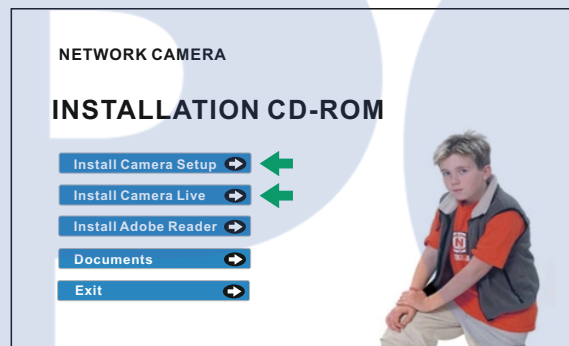 NETWORK CAMERA
INSTALLATION CD-ROM
Install Camera Setup
Install Camera Live
Install Adobe Reader
Documents
Exit
N